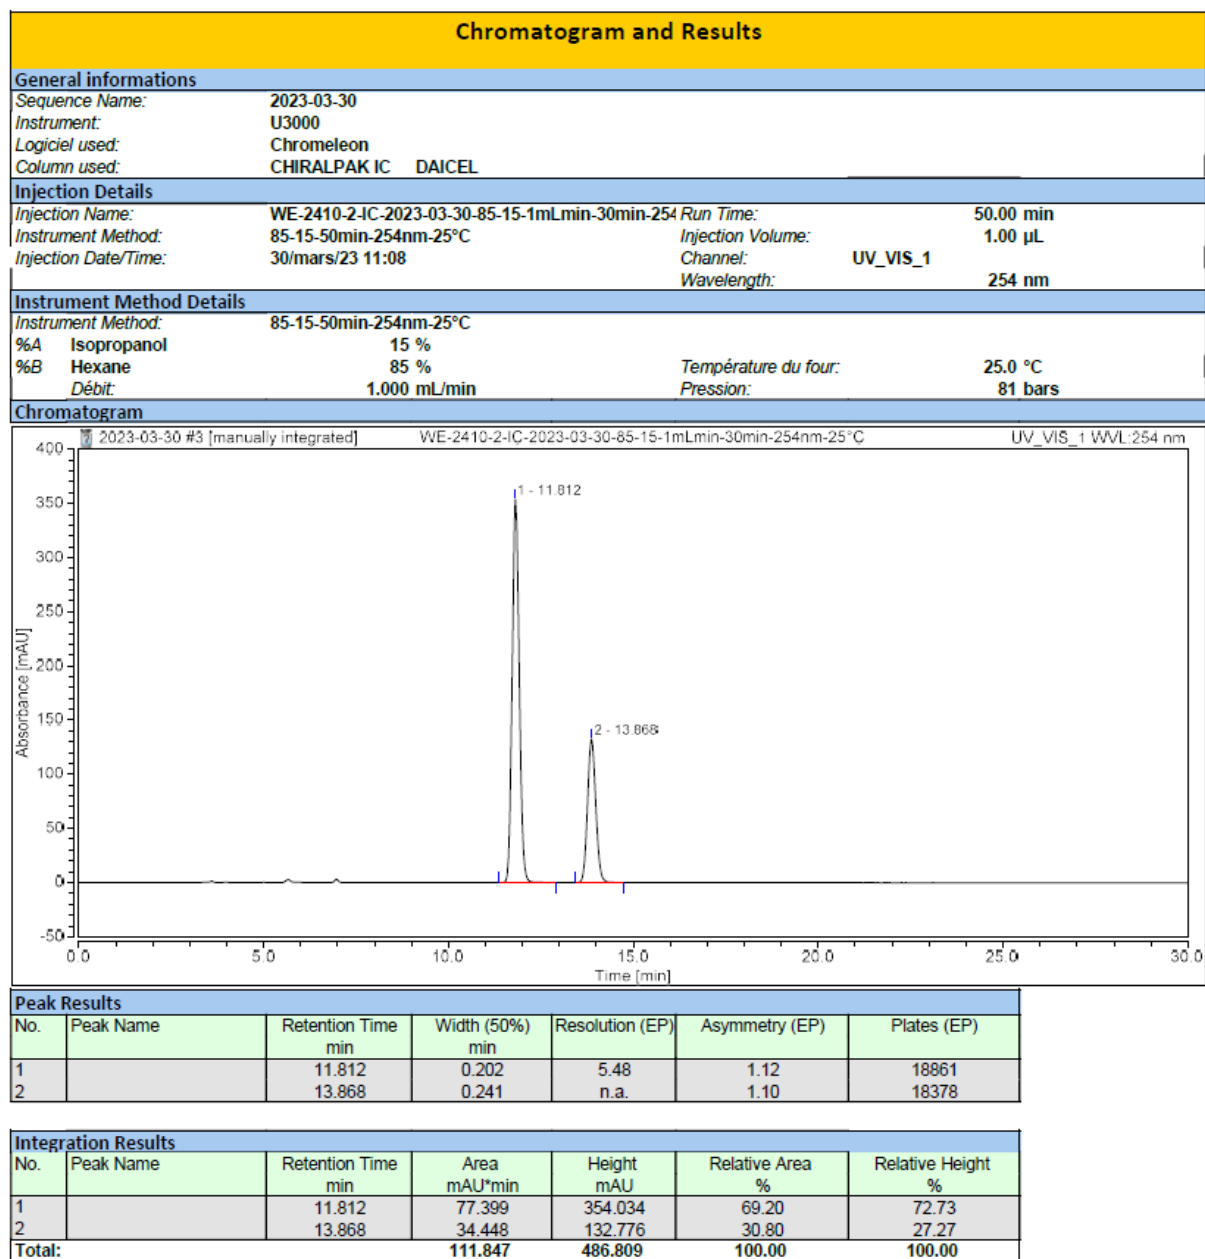 Chromatogram and Results
General informations
Sequence Name: 2023-03-30
Instrument: U3000
Logiciel used: Chromeleon
Column used: CHIRALPAK IC DAICEL
Injection Details
Injection Name: WE-2410-2-IC-2023-03-30-85-15-1mLmin-30min-254 Run Time: 50.00 min
Instrument Method: 85-15-50min-254nm-25°C Injection Volume: 1.00 µL
Injection Date/Time: 30/mars/23 11:08 Channel: UV_VIS_1
Wavelength: 254 nm
Instrument Method Details
Instrument Method: 85-15-50min-254nm-25°C
%A Isopropanol 15 %
%B Hexane 85 % Température du four: 25.0 °C
Débit: 1.000 mL/min Pression: 81 bars
Chromatogram
2023-03-30 #3 [manually integrated] WE-2410-2-IC-2023-03-30-85-15-1mLmin-30min-254nm-25°C UV_VIS_1 WVL:254 nm
400
350
300
250
200
150
100
50
0
-50
Absorbance [mAU]
1 - 11.812
2 - 13.868
0.0 5.0 10.0 15.0 20.0 25.0 30.0
Time [min]
Peak Results
No. Peak Name Retention Time Width (50%) Resolution (EP) Asymmetry (EP) Plates (EP)
min min
1 11.812 0.202 5.48 1.12 18861
2 13.868 0.241 n.a. 1.10 18378
Integration Results
No. Peak Name Retention Time Area Height Relative Area Relative Height
min mAU*min mAU % %
1 11.812 77.399 354.034 69.20 72.73
2 13.868 34.448 132.776 30.80 27.27
Total: 111.847 486.809 100.00 100.00